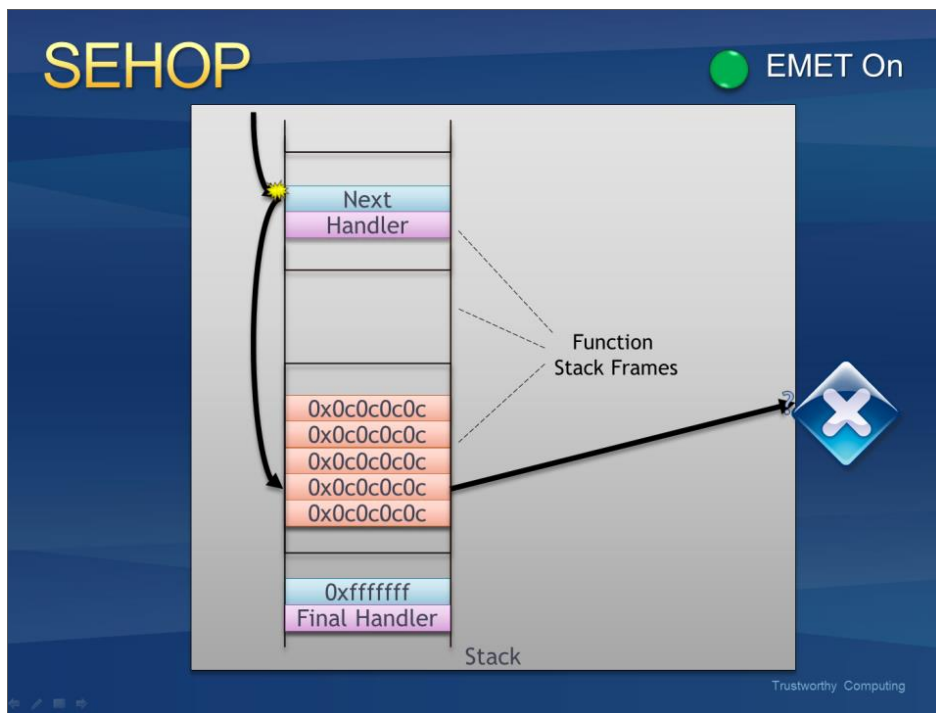 SEHOP
EMET On
Next
Handler
Function
Stack Frames
0x0c0c0c0c
0x0c0c0c0c
0x0c0c0c0c
0x0c0c0c0c
0x0c0c0c0c
?
0xfffffff
Final Handler
Stack
Trustworthy Computing